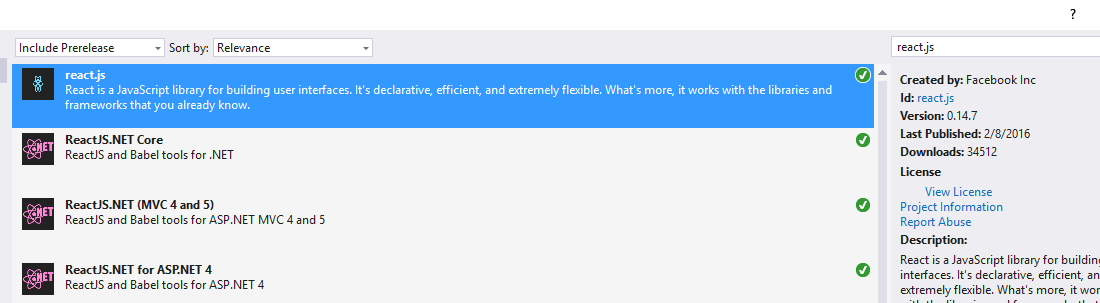 ?
Include Prerelease
Sort by:
Relevance
react.js
react.js
React is a JavaScript library for building user interfaces. It's declarative, efficient, and extremely flexible. What's more, it works with the libraries and
frameworks that you already know.
ReactJS.NET Core
ReactJS and Babel tools for .NET
ReactJS.NET (MVC 4 and 5)
ReactJS and Babel tools for ASP.NET MVC 4 and 5
ReactJS.NET for ASP.NET 4
ReactJS and Babel tools for ASP.NET 4
.NET
.NET
.NET
Created by: Facebook Inc
Id: react.js
Version: 0.14.7
Last Published: 2/8/2016
Downloads: 34512
License
View License
Project Information
Report Abuse
Description:
React is a JavaScript library for building
interfaces. It's declarative, efficient, an
extremely flexible. What's more, it wor